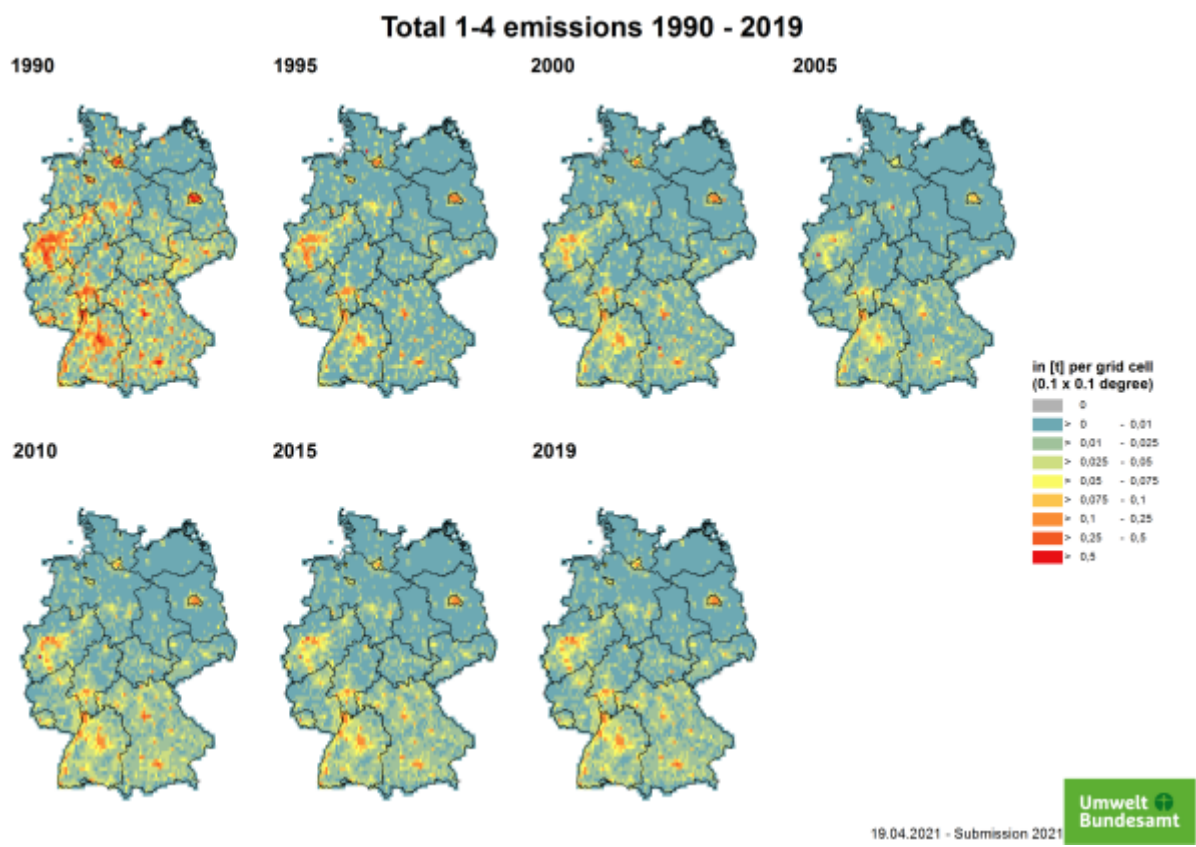 Total 1-4 emissions 1990 - 2019
1990
1995
2000
2005
in [t] per grid cell
(0.1 x 0.1 degree)
0
> 0 - 0,01
> 0,01 - 0,025
> 0,025 - 0,05
> 0,05 - 0,075
> 0,075 - 0,1
> 0,1 - 0,25
> 0,25 - 0,5
> 0,5
2010
2015
2019
Umwelt
Bundesamt
19.04.2021 - Submission 2021